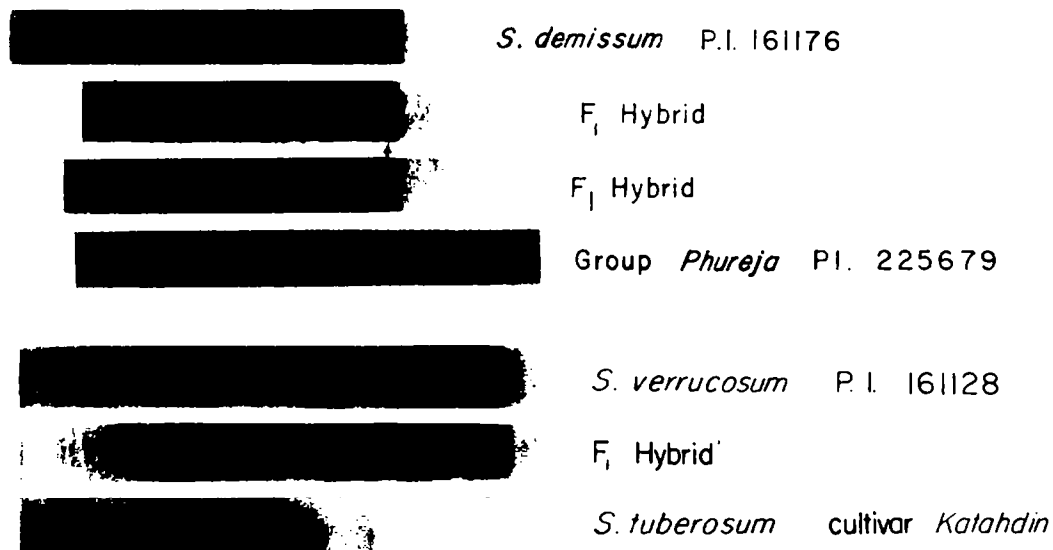 S. demissum P.I. 161176
F₁ Hybrid
F₁ Hybrid
Group Phureja PI. 225679
S. verrucosum P. I. 161128
F₁ Hybrid
S. tuberosum cultivar Katahdin